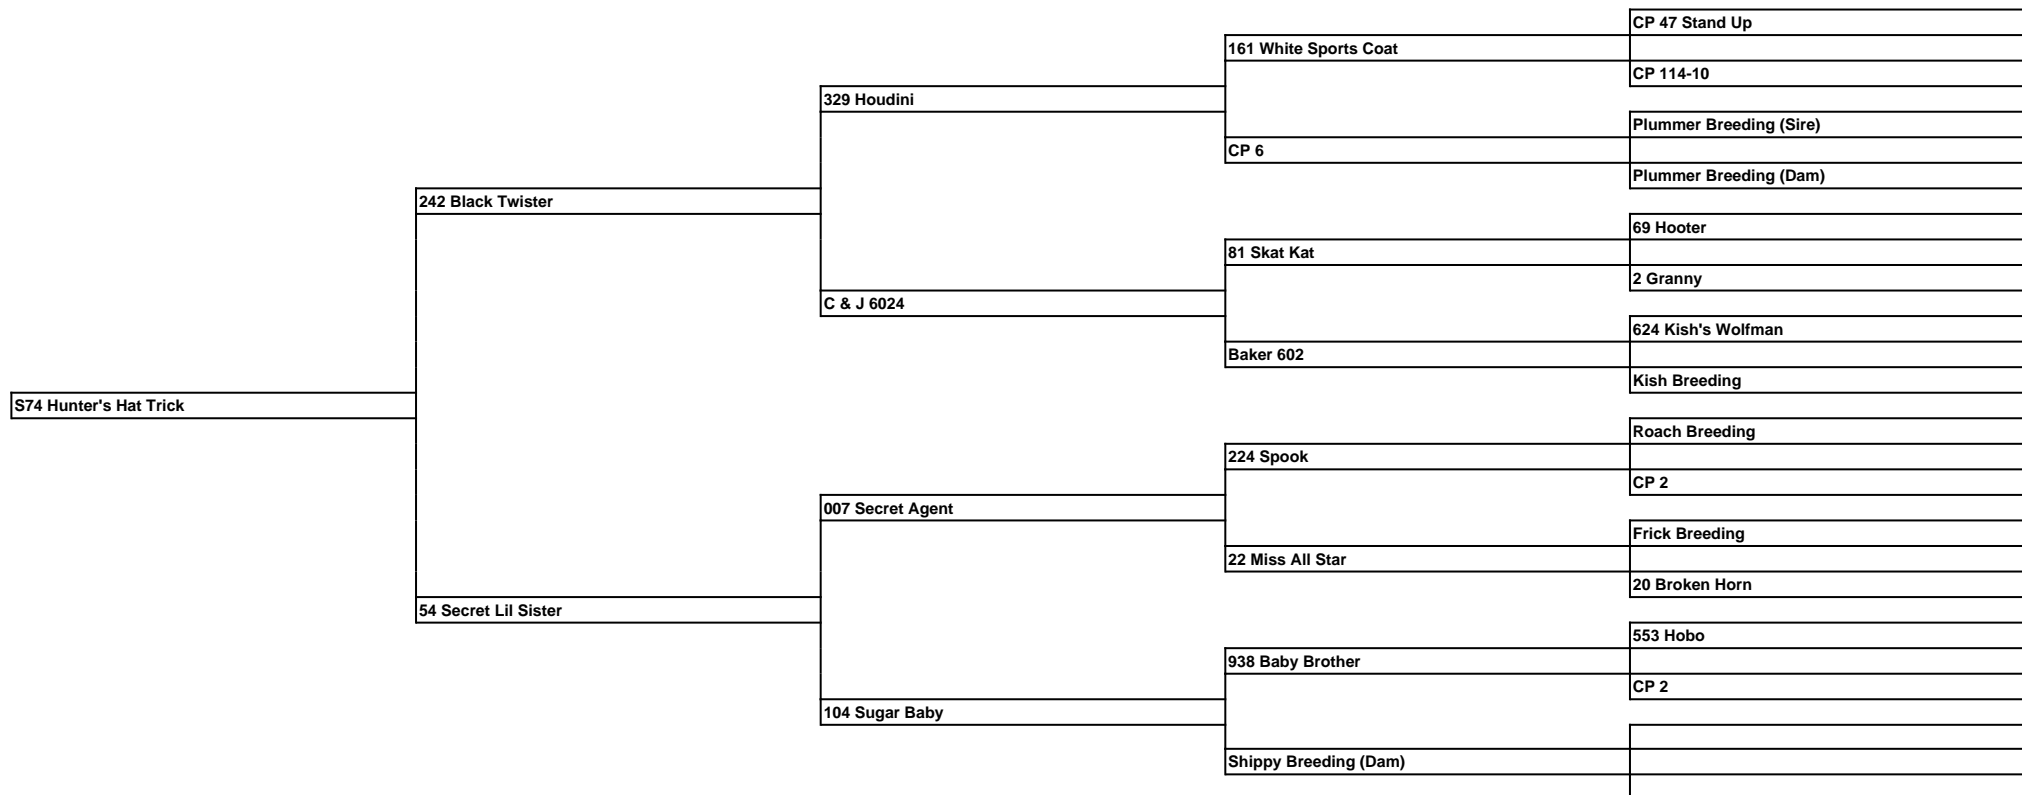 CP 47 Stand Up
161 White Sports Coat
CP 114-10
329 Houdini
Plummer Breeding (Sire)
CP 6
Plummer Breeding (Dam)
242 Black Twister
69 Hooter
81 Skat Kat
2 Granny
C & J 6024
624 Kish's Wolfman
Baker 602
Kish Breeding
S74 Hunter's Hat Trick
Roach Breeding
224 Spook
CP 2
007 Secret Agent
Frick Breeding
22 Miss All Star
20 Broken Horn
54 Secret Lil Sister
553 Hobo
938 Baby Brother
CP 2
104 Sugar Baby
Shippy Breeding (Dam)